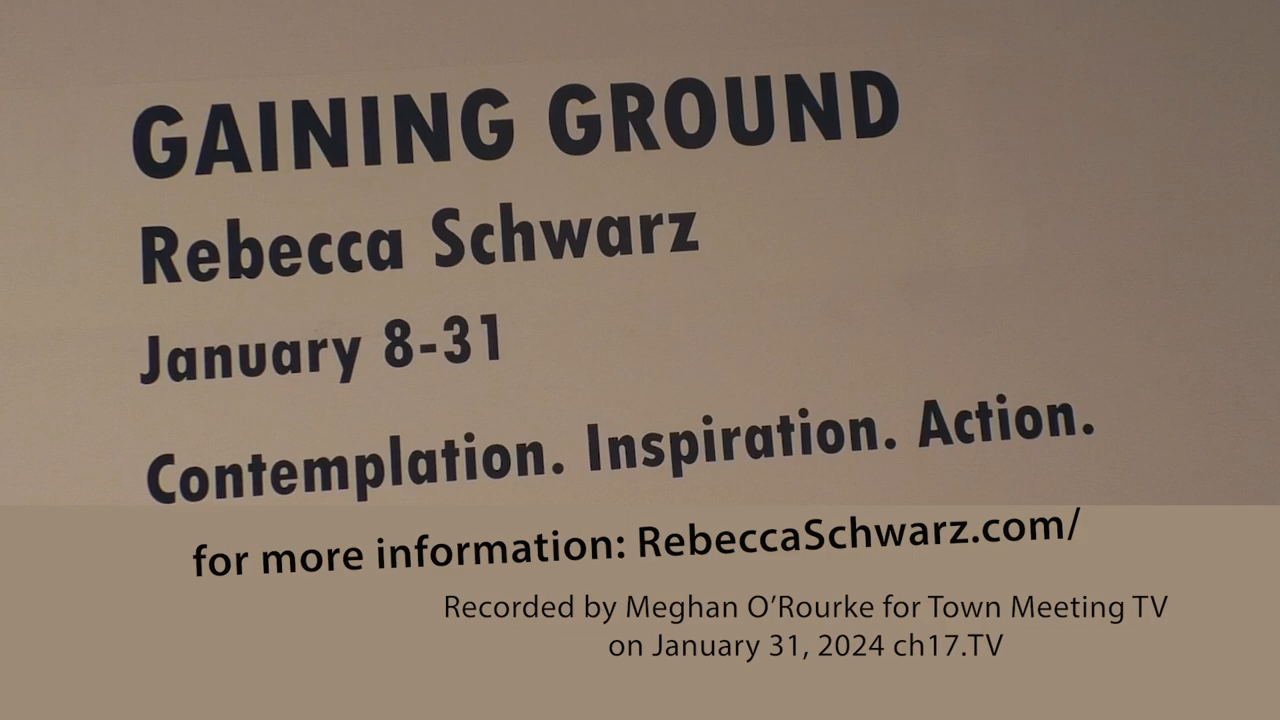 GAINING GROUND
Rebecca Schwarz
January 8-31
Contemplation. Inspiration. Action.
for more information: RebeccaSchwarz.com/
Recorded by Meghan O'Rourke for Town Meeting TV
on January 31, 2024 ch17.TV